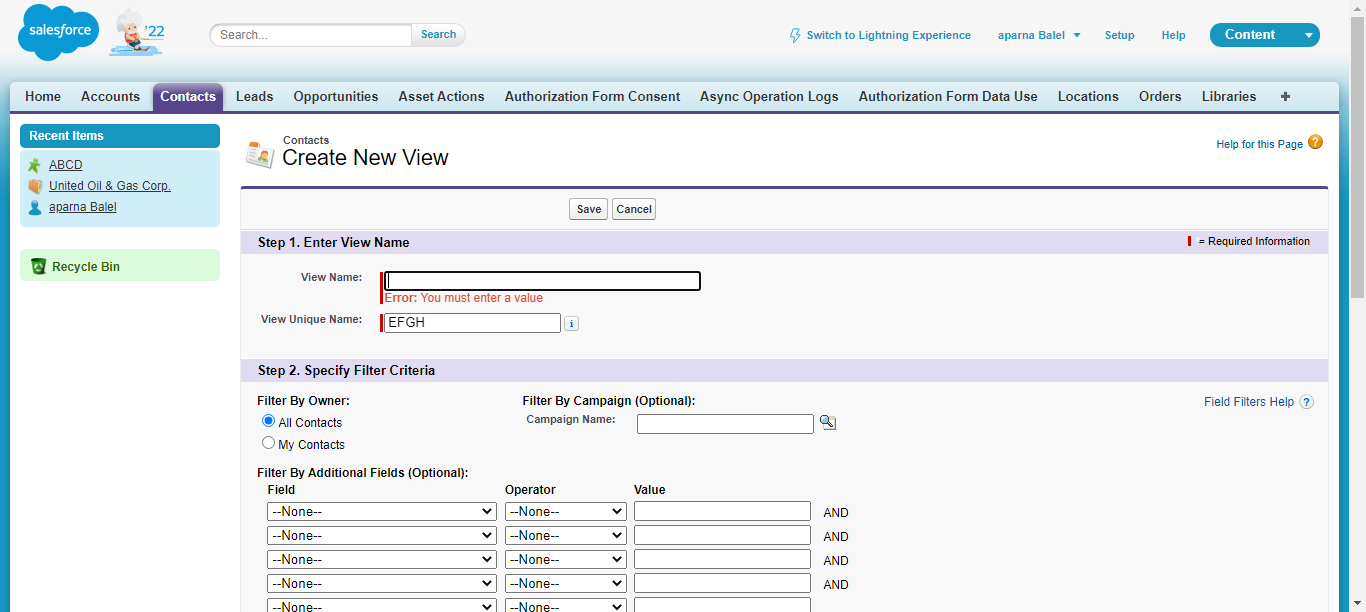 salesforce
'22
Search...
Search
Switch to Lightning Experience
aparna Balel
Setup
Help
Content
Home Accounts Contacts Leads Opportunities Asset Actions Authorization Form Consent Async Operation Logs Authorization Form Data Use Locations Orders Libraries +
Recent Items
ABCD
United Oil & Gas Corp.
aparna Balel
Recycle Bin
Contacts
Create New View
Help for this Page ?
Save Cancel
Step 1. Enter View Name
= Required Information
View Name:
Error: You must enter a value
View Unique Name: EFGH i
Step 2. Specify Filter Criteria
Filter By Owner:
All Contacts
My Contacts
Filter By Campaign (Optional):
Campaign Name:
Field Filters Help ?
Filter By Additional Fields (Optional):
Field Operator Value
--None-- --None-- AND
--None-- --None-- AND
--None-- --None-- AND
--None-- --None-- AND
--None-- --None--